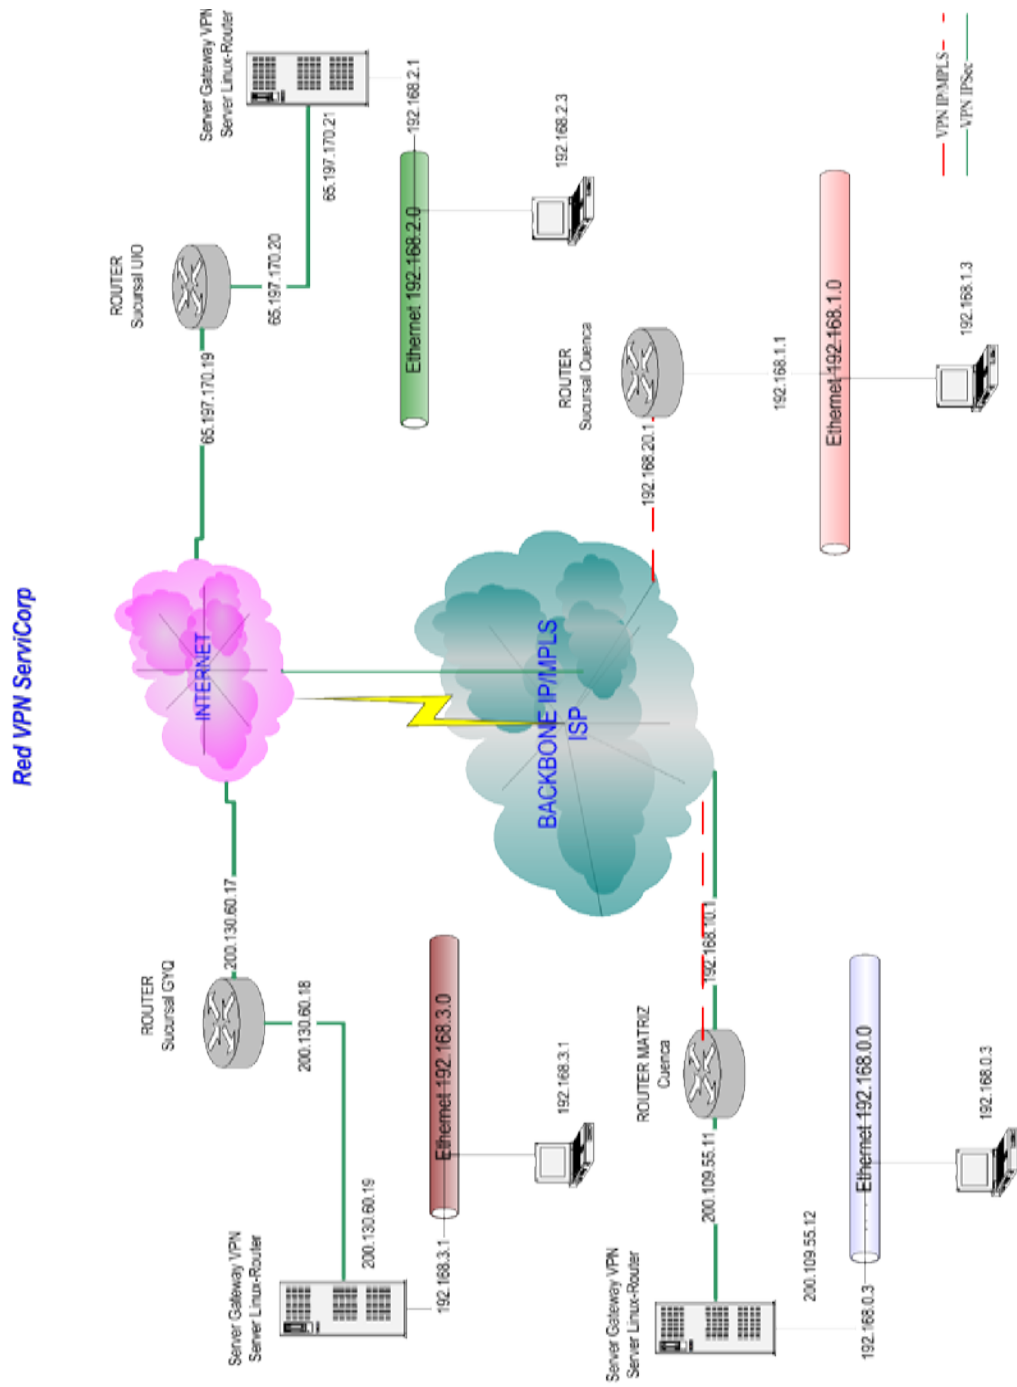 Red VPN ServiCorp
Server Gateway VPN
Server Linux-Router
200.130.60.19
192.168.3.1
ROUTER
Sucursal GYQ
200.130.60.17
200.130.60.18
Ethernet 192.168.3.0
192.168.3.1
INTERNET
ROUTER
Sucursal UIO
65.197.170.19
65.197.170.20
Server Gateway VPN
Server Linux-Router
65.197.170.21
192.168.2.1
Ethernet 192.168.2.0
192.168.2.3
BACKBONE IP/MPLS
ISP
Server Gateway VPN
Server Linux-Router
200.109.55.12
192.168.0.3
ROUTER MATRIZ
Cuenca
200.109.55.11
192.168.10.1
Ethernet 192.168.0.0
192.168.0.3
ROUTER
Sucursal Cuenca
192.168.20.1
192.168.1.1
Ethernet 192.168.1.0
192.168.1.3
VPN IP/MPLS
VPN IPSec